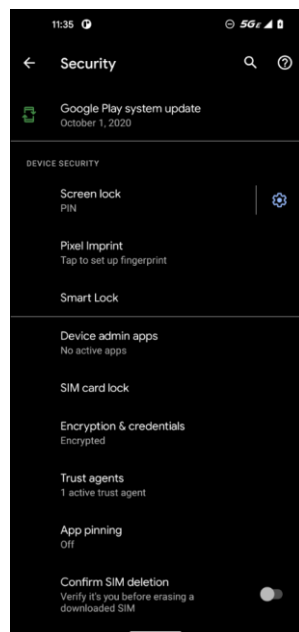 11:35
5GE
Security
Google Play system update
October 1, 2020
DEVICE SECURITY
Screen lock
PIN
Pixel Imprint
Tap to set up fingerprint
Smart Lock
Device admin apps
No active apps
SIM card lock
Encryption & credentials
Encrypted
Trust agents
1 active trust agent
App pinning
Off
Confirm SIM deletion
Verify it's you before erasing a
downloaded SIM